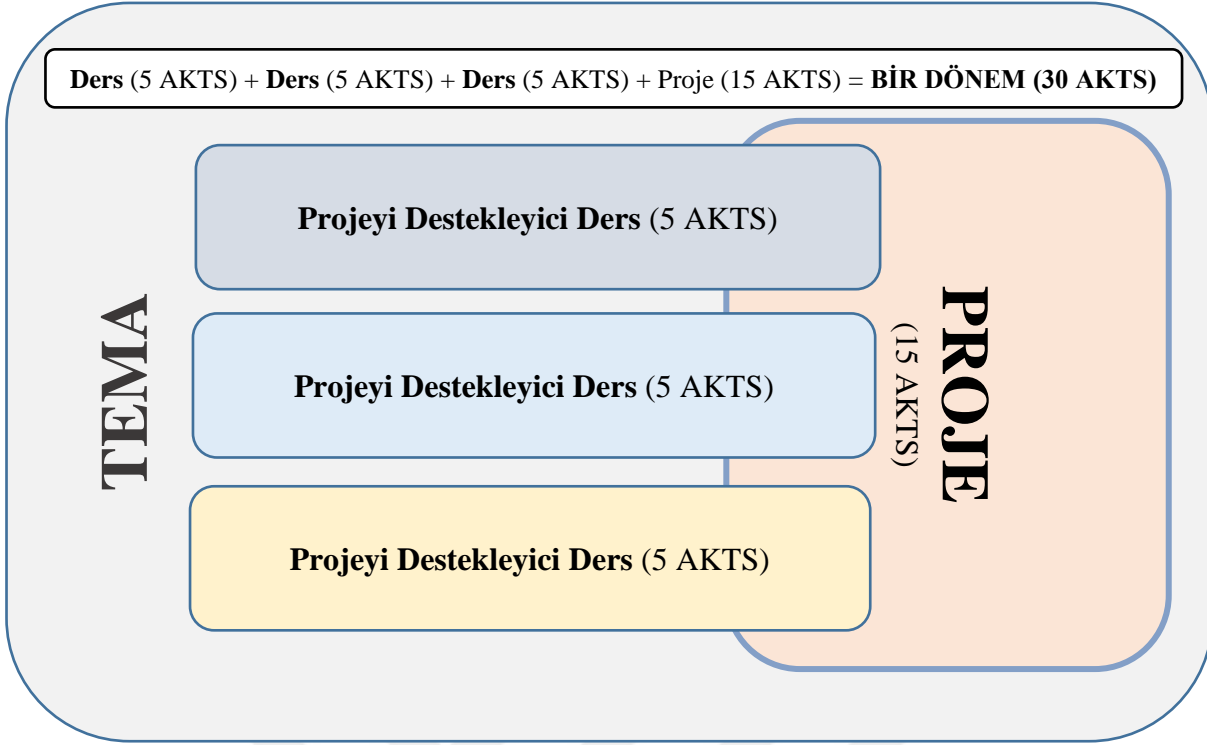 Ders (5 AKTS) + Ders (5 AKTS) + Ders (5 AKTS) + Proje (15 AKTS) = BİR DÖNEM (30 AKTS)
TEMA
Projeyi Destekleyici Ders (5 AKTS)
Projeyi Destekleyici Ders (5 AKTS)
Projeyi Destekleyici Ders (5 AKTS)
PROJE
(15 AKTS)